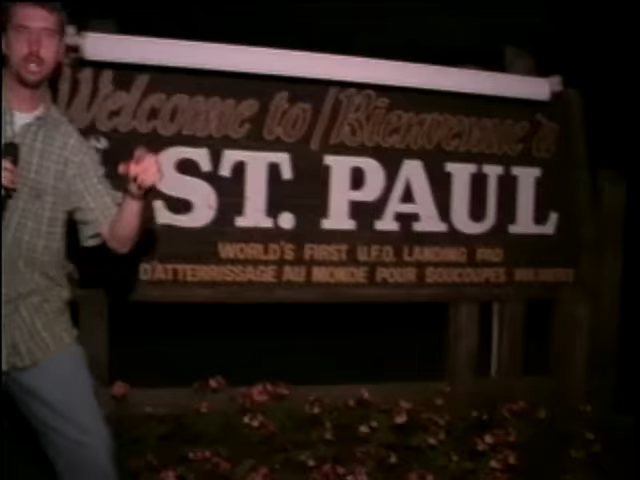 Welcome to / Bienvenue à
ST. PAUL
WORLD'S FIRST U.F.O. LANDING PAD
D'ATTERRISSAGE AU MONDE POUR SOUCOUPES VOLANTES